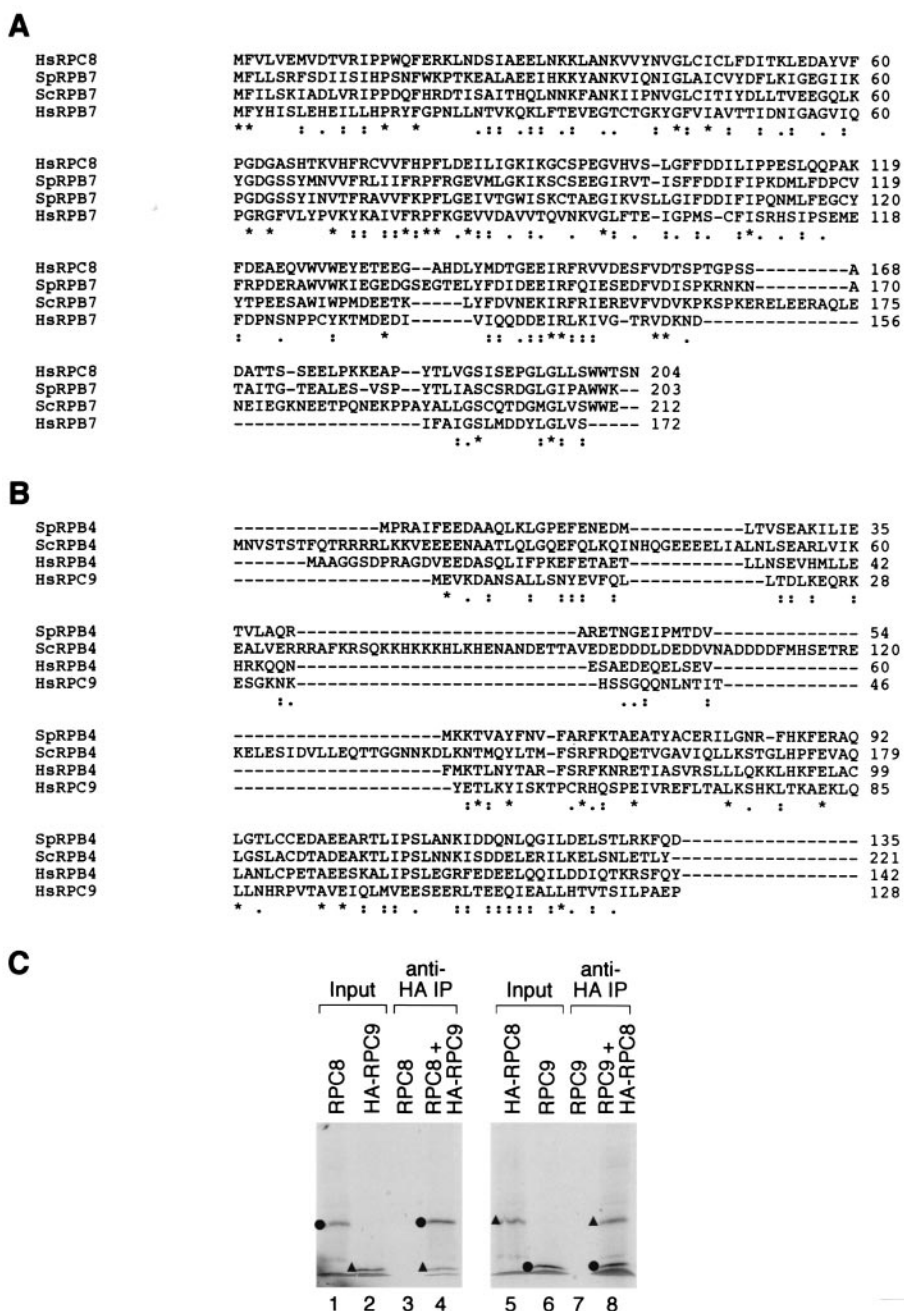 A
HsRPC8 MFVLVEMVDTVRIPPWQFERKLNDSIAEELNKKLANKVVYNVGLCICLFDITKLEDAYVF 60
SpRPB7 MFLLSRFSDIISIHPSNFWKPTKEALAEEIHKKYANKVIQNIGLAICVYDFLKIGEGIIK 60
ScRPB7 MFILSKIADLVRIPPDQFHRDTISAITHQLNNKFANKIIPNVGLCITIYDLLTVEEGQLK 60
HsRPB7 MFYHISLEHEILLHPRYFGPNLLNTVKQKLFTEVEGTCTGKYGFVIAVTTIDNIGAGVIQ 60
** : . : : * * . :: : . : . : *: * : : . : . :
HsRPC8 PGDGASHTKVHFRCVVFHPFLDEILIGKIKGCSPEGVHVS-LGFFDDILIPPESLQQPAK 119
SpRPB7 YGDGSSYMNVVFRLIIFRPFRGEVMLGKIKSCSEEGIRVT-ISFFDDIFIPKDMLFDPCV 119
ScRPB7 PGDGSSYINVTFRAVVFKPFLGEIVTGWISKCTAEGIKVSLLGIFDDIFIPQNMLFEGCY 120
HsRPB7 PGRGFVLYPVKYKAIVFRPFKGEVVDAVVTQVNKVGLFTE-IGPMSC-FISRHSIPSEME 118
* * * : :: ::*:** .*:: . : . *: . : . : . :* . : .
HsRPC8 FDEAEQVWVWEYETEEG--AHDLYMDTGEEIRFRVVDESFVDTSPTGPSS---------A 168
SpRPB7 FRPDERAWVWKIEGEDGSEGTELYFDIDEEIRFQIESEDFVDISPKRNKN---------A 170
ScRPB7 YTPEESAWIWPMDEETK----LYFDVNEKIRFRIEREVFVDVKPKSPKERELEERAQLE 175
HsRPB7 FDPNSNPPCYKTMDEDI------VIQQDDEIRLKIVG-TRVDKND-------------- 156
: . : * :: .:**::: ** .
HsRPC8 DATTS-SEELPKKEAP--YTLVGSISEPGLGLLSWWTSN 204
SpRPB7 TAITG-TEALES-VSP--YTLIASCSRDGLGIPAWWK-- 203
ScRPB7 NEIEGKNEETPQNEKPPAYALLGSCQTDGMGLVSWWE-- 212
HsRPB7 -----------------IFAIGSLMDDYLGLVS----- 172
:.* :*: :
B
SpRPB4 ---------------MPRAIFEEDAAQLKLGPEFENEDM------------LTVSEAKILIE 35
ScRPB4 MNVSTSTFQTRRRRLKKVEEEENAATLQLGQEFQLKQINHQGEEEELIALNLSEARLVIK 60
HsRPB4 -------MAAGGSDPRAGDVEEDASQLIFPKEFETAET------------LLNSEVHMLLE 42
HsRPC9 -------------------MEVKDANSALLSNYEVFQL--------------LTDLKEQRK 28
* . : : :: : :: : :
SpRPB4 TVLAQR---------------------------ARETNGEIPMTDV-------------- 54
ScRPB4 EALVERRRAFKRSQKKHKKKHLKHENANDETTAVEDEDDDLDEDDVNADDDDFMHSETRE 120
HsRPB4 HRKQQN----------------------------ESAEDEQELSEV-------------- 60
HsRPC9 ESGKNK-----------------------------HSSGQQNLNTIT------------- 46
:. ..: :
SpRPB4 --------------------MKKTVAYFNV-FARFKTAEATYACERILGNR-FHKFERAQ 92
ScRPB4 KELESIDVLLEQTTGGNNKDLKNTMQYLTM-FSRFRDQETVGAVIQLLKSTGLHPFEVAQ 179
HsRPB4 --------------------FMKTLNYTAR-FSRFKNRETIASVRSLLLQKKLHKFELAC 99
HsRPC9 ---------------------YETLKYISKTPCRHQSPEIVREFLTALKSHKLTKAEKLQ 85
:*: * .*. * * . : *
SpRPB4 LGTLCCEDAEEARTLIPSLANKIDDQNLQGILDELSTLRKFQD----------------- 135
ScRPB4 LGSLACDTADEAKTLIPSLNNKISDDELERILKELSNLETLY------------------ 221
HsRPB4 LANLCPETAEESKALIPSLEGRFEDEELQQILDDIQTKRSFQY----------------- 142
HsRPC9 LLNHRPVTAVEIQLMVEESEERLTEEQIEALLHTVTSILPAEP----------------- 128
* . * * : :: . :: ::::: :*. : .
C
Input
anti-
HA IP
Input
anti-
HA IP
RPC8
HA-RPC9
RPC8
RPC8 +
HA-RPC9
HA-RPC8
RPC9
RPC9
RPC9 +
HA-RPC8
1 2 3 4 5 6 7 8